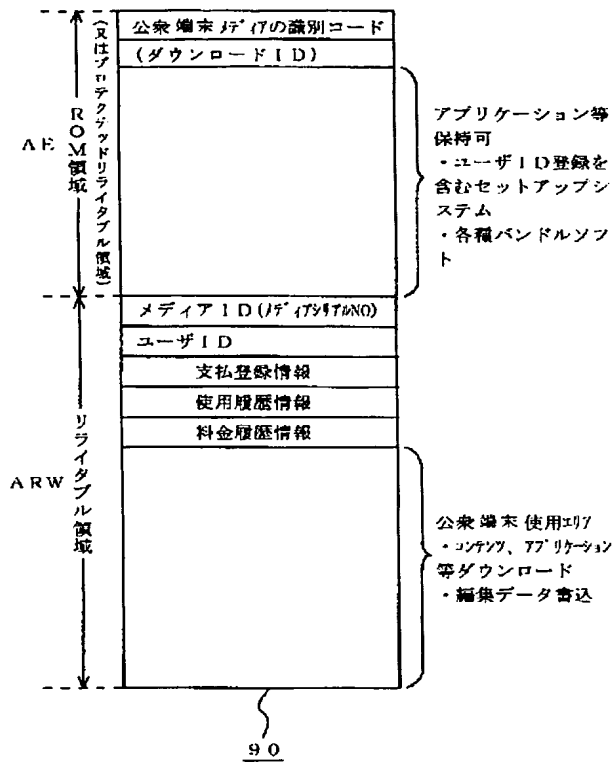 公衆端末メディアの識別コード
(ダウンロードID)
AE
ROM領域
(又はプロテクテッドリライタブル領域)
アプリケーション等
保持可
・ユーザID登録を
含むセットアップシ
ステム
・各種バンドルソフ
ト
メディアID(メディアシリアルNO)
ユーザID
支払登録情報
使用履歴情報
料金履歴情報
ARW
リライタブル領域
公衆端末使用エリア
・コンテンツ、アプリケーション
等ダウンロード
・編集データ書込
90